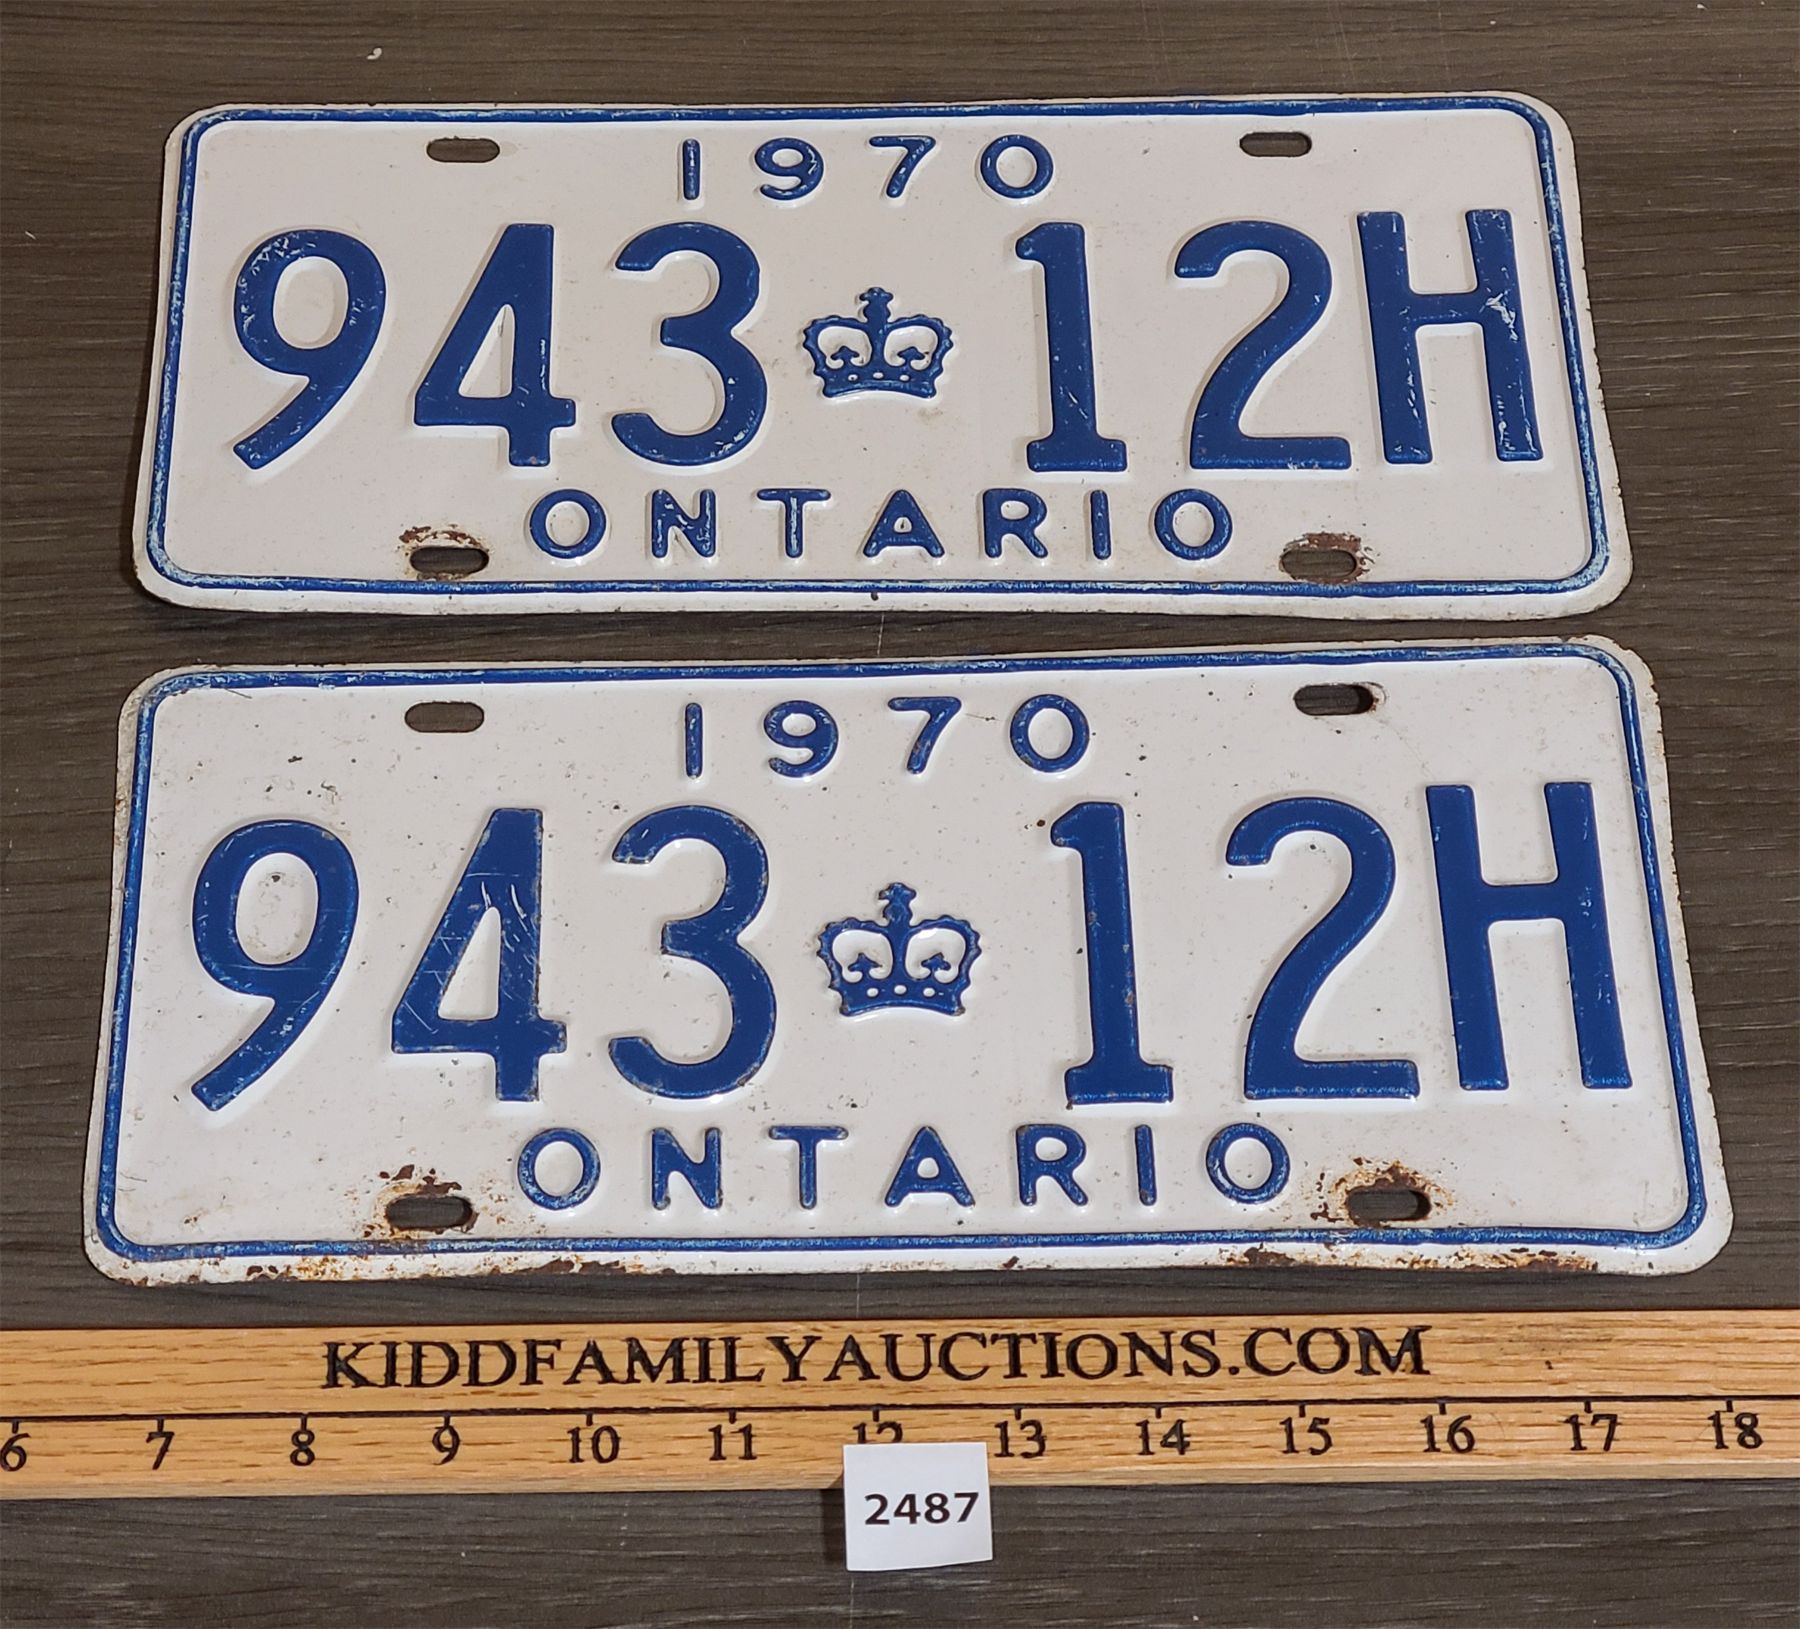 1970
943 12H
ONTARIO
1970
943 12H
ONTARIO
KIDDFAMILYAUCTIONS.COM
6 7 8 9 10 11 12 13 14 15 16 17 18
2487